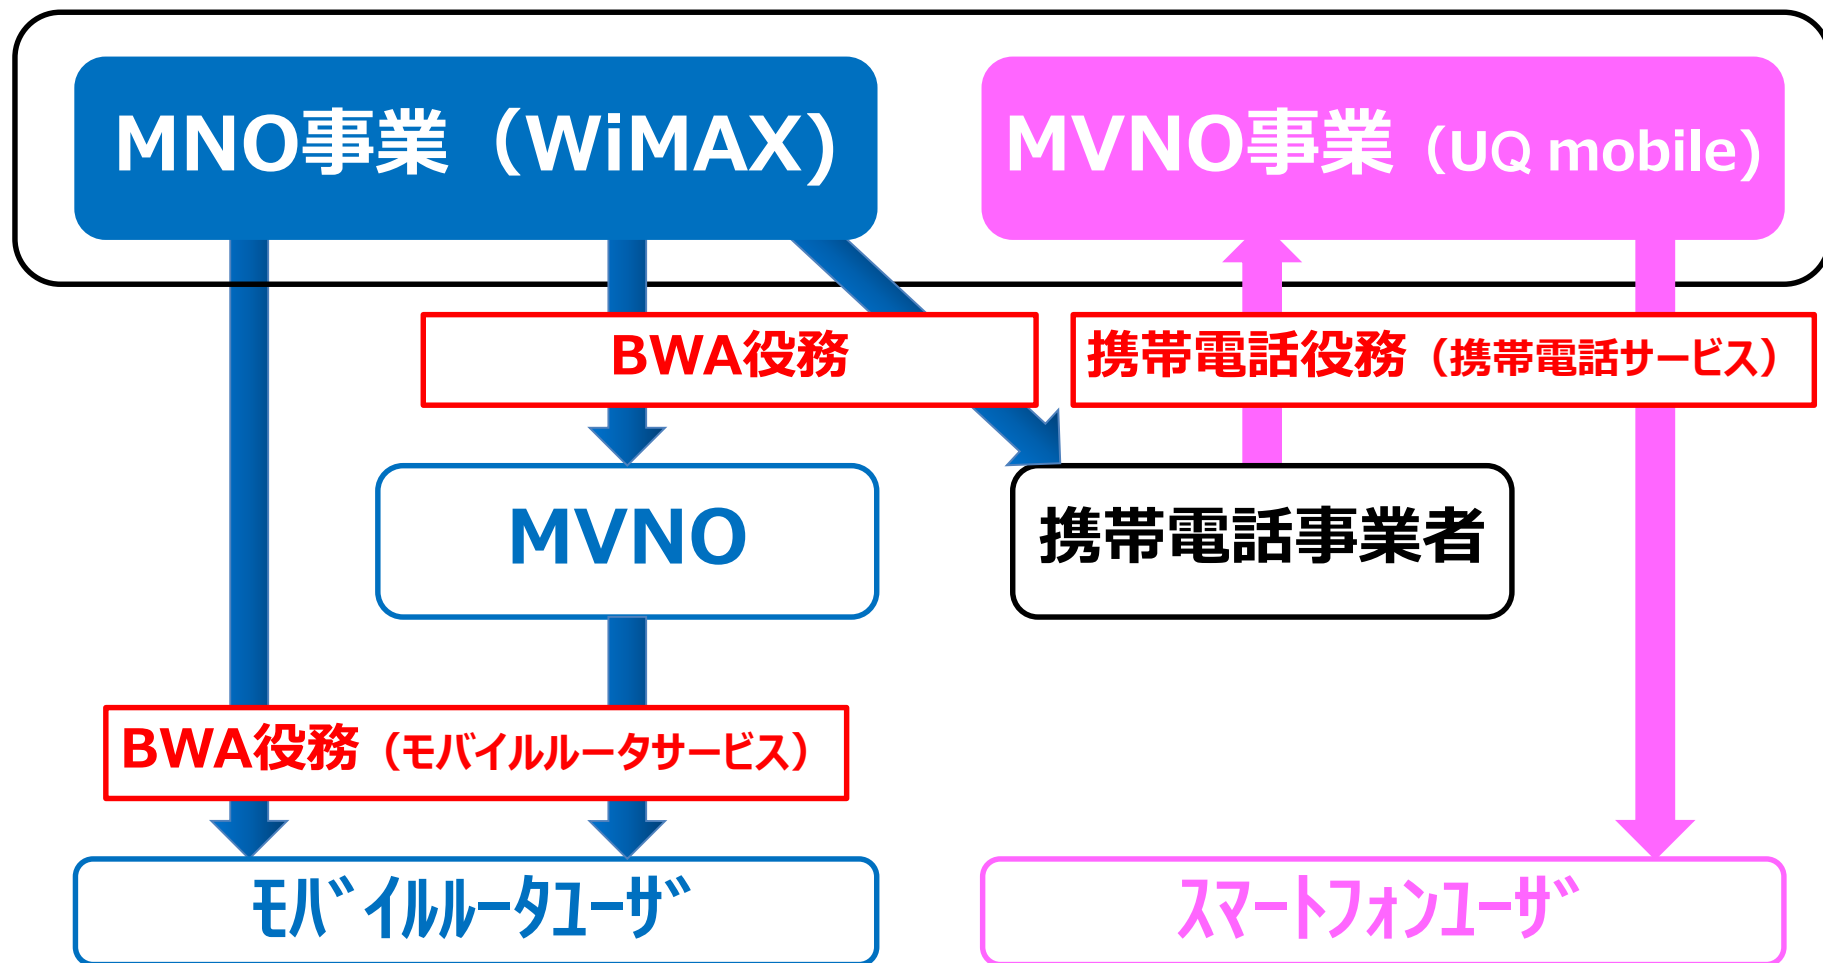 MNO事業（WiMAX）
MVNO事業（UQ mobile）
BWA役務
携帯電話役務（携帯電話サービス）
MVNO
携帯電話事業者
BWA役務（モバイルルータサービス）
ﾓﾊﾞｲﾙﾙｰﾀﾕｰｻﾞ
ｽﾏｰﾄﾌｫﾝﾕｰｻﾞ